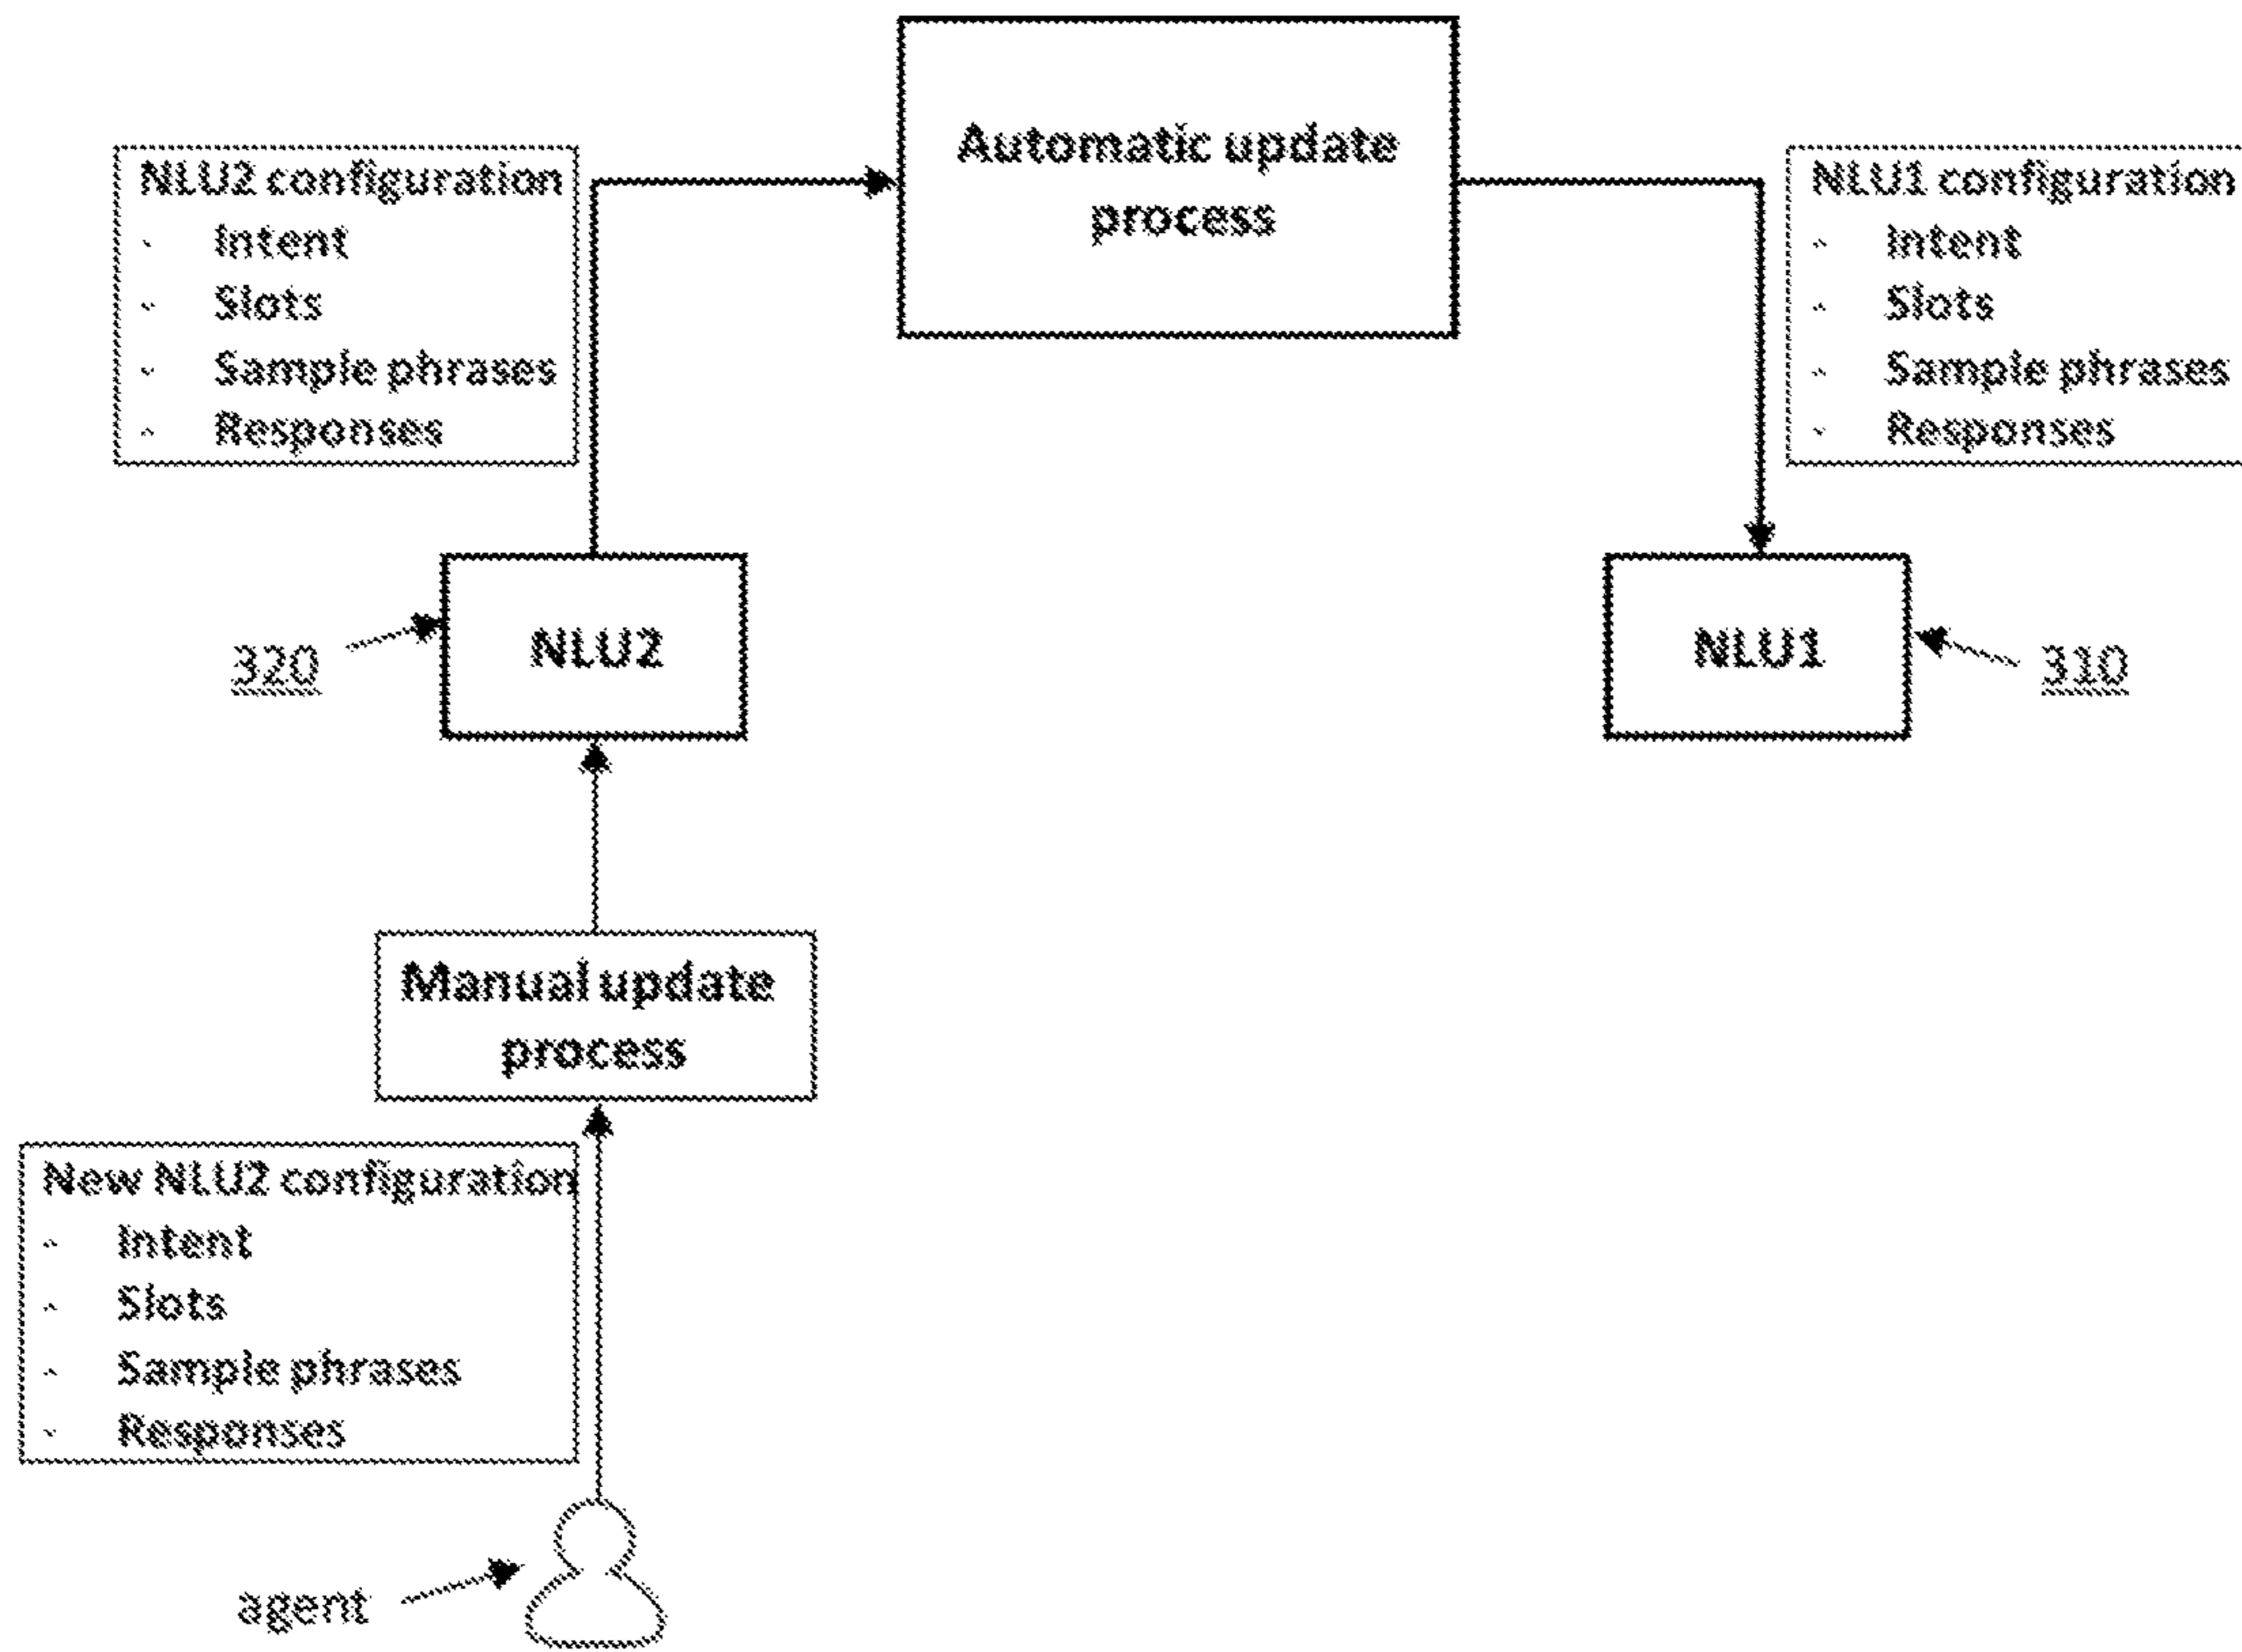 Automatic update
process
NLU2 configuration
- Intent
- Slots
- Sample phrases
- Responses
NLU1 configuration
- Intent
- Slots
- Sample phrases
- Responses
320
NLU2
NLU1
310
Manual update
process
New NLU2 configuration
- Intent
- Slots
- Sample phrases
- Responses
agent